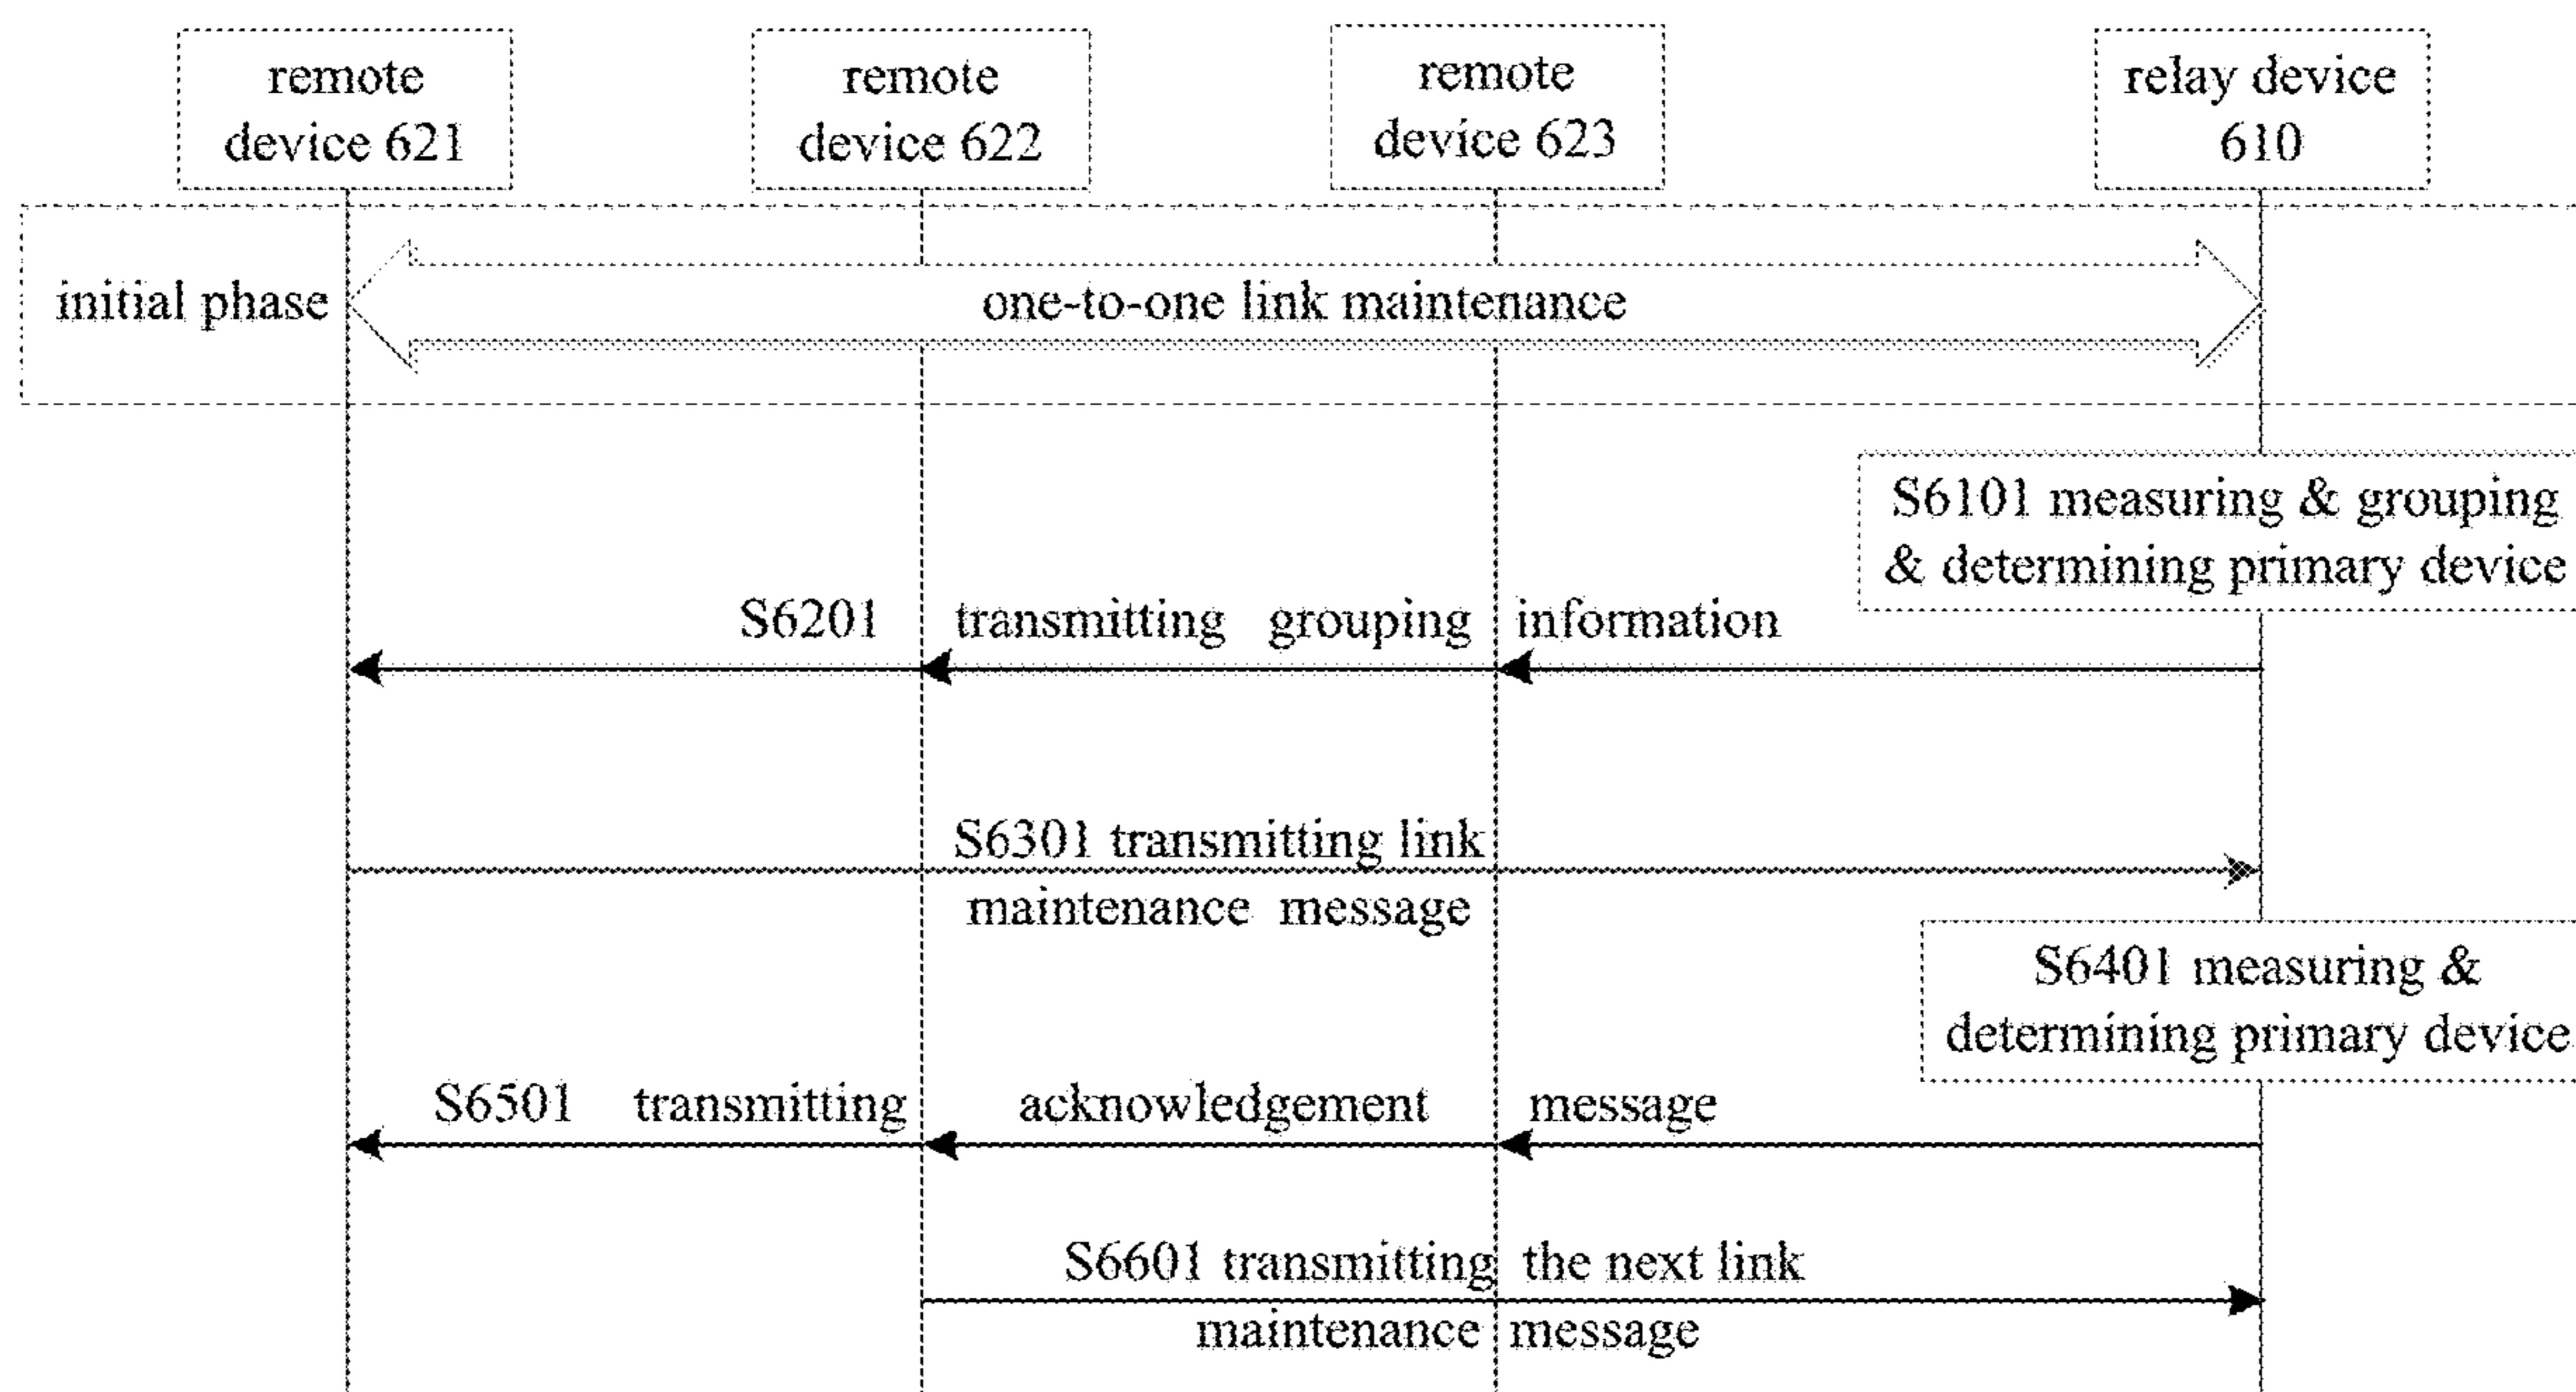 remote
device 621
remote
device 622
remote
device 623
relay device
610
initial phase
one-to-one link maintenance
S6101 measuring & grouping
& determining primary device
S6201 transmitting grouping information
S6301 transmitting link
maintenance message
S6401 measuring &
determining primary device
S6501 transmitting acknowledgement message
S6601 transmitting the next link
maintenance message